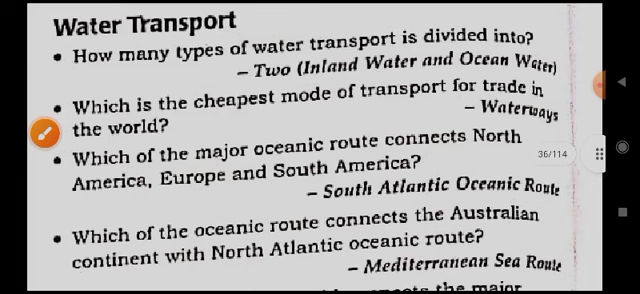 Water Transport
• How many types of water transport is divided into?
– Two (Inland Water and Ocean Water)
• Which is the cheapest mode of transport for trade in
the world?
– Waterways
• Which of the major oceanic route connects North
America, Europe and South America?
– South Atlantic Oceanic Route
36/114
• Which of the oceanic route connects the Australian
continent with North Atlantic oceanic route?
– Mediterranean Sea Route
the major